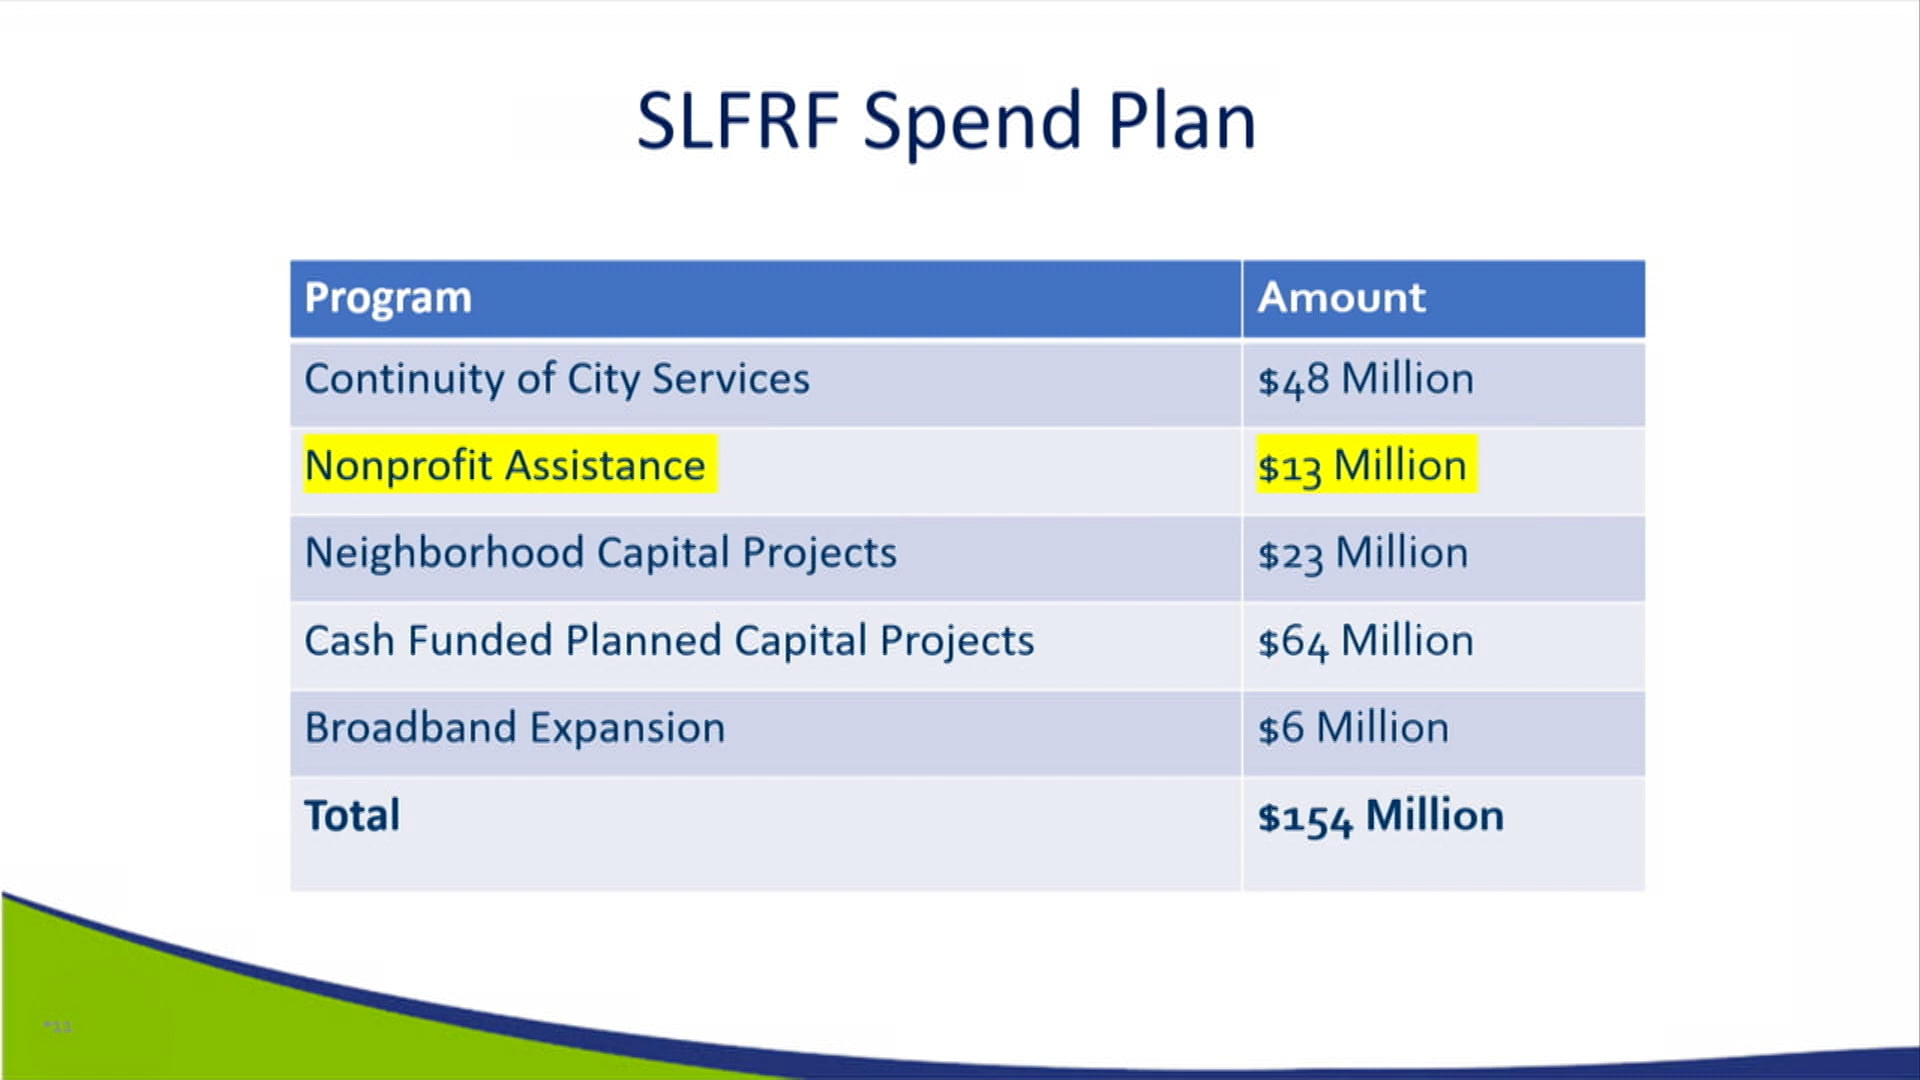 SLFRF Spend Plan
Program Amount
Continuity of City Services $48 Million
Nonprofit Assistance $13 Million
Neighborhood Capital Projects $23 Million
Cash Funded Planned Capital Projects $64 Million
Broadband Expansion $6 Million
Total $154 Million
*11